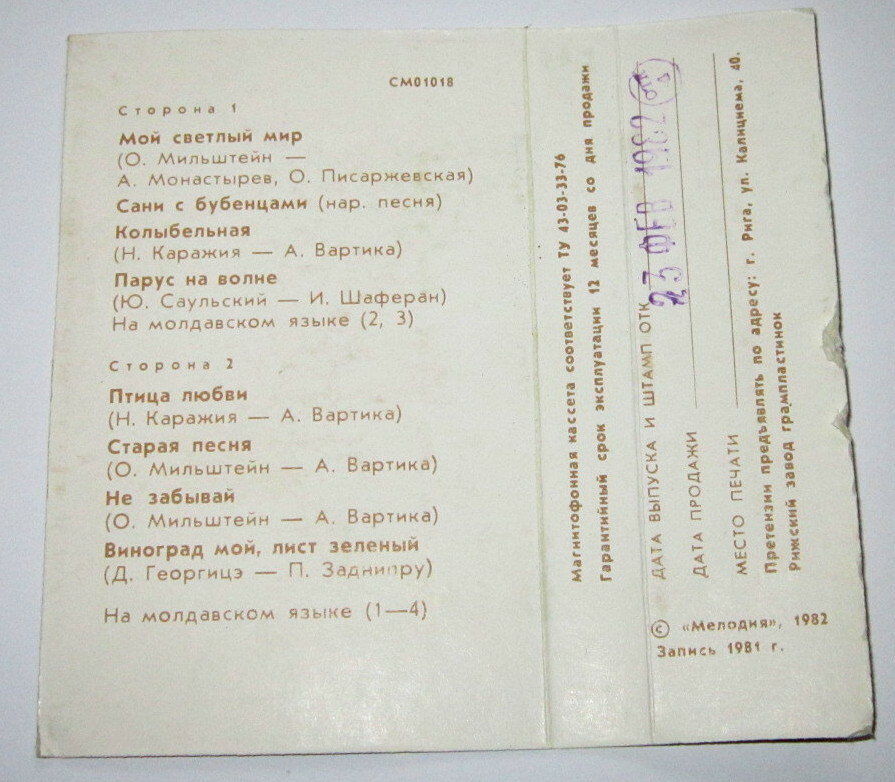 СМ01018
Сторона 1
Мой светлый мир
(О. Мильштейн —
А. Монастырев, О. Писаржевская)
Сани с бубенцами (нар. песня)
Колыбельная
(Н. Каражия — А. Вартика)
Парус на волне
(Ю. Саульский — И. Шаферан)
На молдавском языке (2, 3)
Сторона 2
Птица любви
(Н. Каражия — А. Вартика)
Старая песня
(О. Мильштейн — А. Вартика)
Не забывай
(О. Мильштейн — А. Вартика)
Виноград мой, лист зеленый
(Д. Георгицэ — П. Заднипру)
На молдавском языке (1—4)
Магнитофонная кассета соответствует ТУ 43-03-33-76
Гарантийный срок эксплуатации 12 месяцев со дня продажи
ДАТА ВЫПУСКА И ШТАМП ОТК 23 ФЕВ 1982 ОТК
ДАТА ПРОДАЖИ
МЕСТО ПЕЧАТИ
Претензии предъявлять по адресу: г. Рига, ул. Калнциема, 40.
Рижский завод грампластинок
© «Мелодия», 1982
Запись 1981 г.